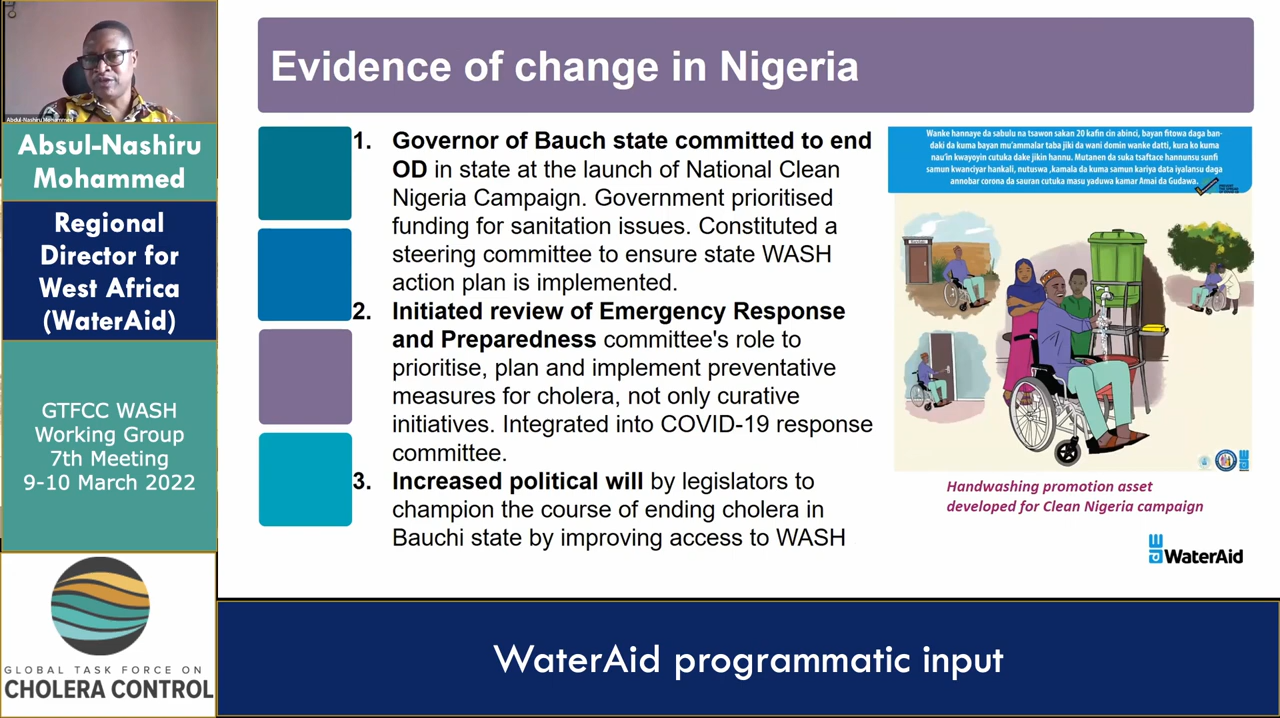 Abdul-Nashiru Mohammed
Absul-Nashiru
Mohammed
Regional
Director for
West Africa
(WaterAid)
GTFCC WASH
Working Group
7th Meeting
9-10 March 2022
GLOBAL TASK FORCE ON
CHOLERA CONTROL
Evidence of change in Nigeria
1. Governor of Bauch state committed to end
OD in state at the launch of National Clean
Nigeria Campaign. Government prioritised
funding for sanitation issues. Constituted a
steering committee to ensure state WASH
action plan is implemented.
2. Initiated review of Emergency Response
and Preparedness committee's role to
prioritise, plan and implement preventative
measures for cholera, not only curative
initiatives. Integrated into COVID-19 response
committee.
3. Increased political will by legislators to
champion the course of ending cholera in
Bauchi state by improving access to WASH
Wanke hannaye da sabulu na tsawon sakan 20 kafin cin abinci, bayan fitowa daga ban-
daki da kuma bayan mu'ammalar taba jiki da wani domin wanke datti, kura ko kuma
nau'in kwayoyin cutuka dake jikin hannu. Mutanen da suka tsaftace hannunsu sunfi
samun kwanciyar hankali, nutsuwa ,kamala da kuma samun kariya data iyalansu daga
annobar corona da sauran cutuka masu yaduwa kamar Amai da Gudawa.
Handwashing promotion asset
developed for Clean Nigeria campaign
WaterAid
WaterAid programmatic input